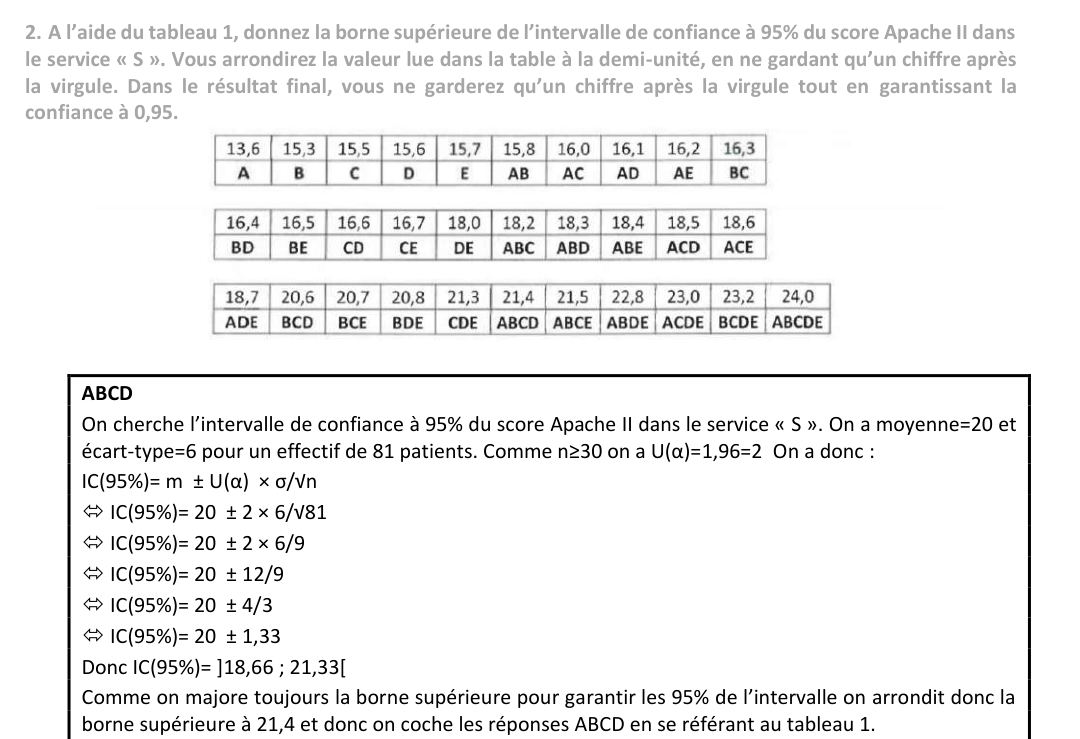 2. A l’aide du tableau 1, donnez la borne supérieure de l’intervalle de confiance à 95% du score Apache II dans
le service « S ». Vous arrondirez la valeur lue dans la table à la demi-unité, en ne gardant qu’un chiffre après
la virgule. Dans le résultat final, vous ne garderez qu’un chiffre après la virgule tout en garantissant la
confiance à 0,95.
13,6 15,3 15,5 15,6 15,7 15,8 16,0 16,1 16,2 16,3
A B C D E AB AC AD AE BC
16,4 16,5 16,6 16,7 18,0 18,2 18,3 18,4 18,5 18,6
BD BE CD CE DE ABC ABD ABE ACD ACE
18,7 20,6 20,7 20,8 21,3 21,4 21,5 22,8 23,0 23,2 24,0
ADE BCD BCE BDE CDE ABCD ABCE ABDE ACDE BCDE ABCDE
ABCD
On cherche l’intervalle de confiance à 95% du score Apache II dans le service « S ». On a moyenne=20 et
écart-type=6 pour un effectif de 81 patients. Comme n≥30 on a U(α)=1,96=2 On a donc :
IC(95%)= m ± U(α) × σ/√n
⇔ IC(95%)= 20 ± 2 × 6/√81
⇔ IC(95%)= 20 ± 2 × 6/9
⇔ IC(95%)= 20 ± 12/9
⇔ IC(95%)= 20 ± 4/3
⇔ IC(95%)= 20 ± 1,33
Donc IC(95%)= ]18,66 ; 21,33[
Comme on majore toujours la borne supérieure pour garantir les 95% de l’intervalle on arrondit donc la
borne supérieure à 21,4 et donc on coche les réponses ABCD en se référant au tableau 1.